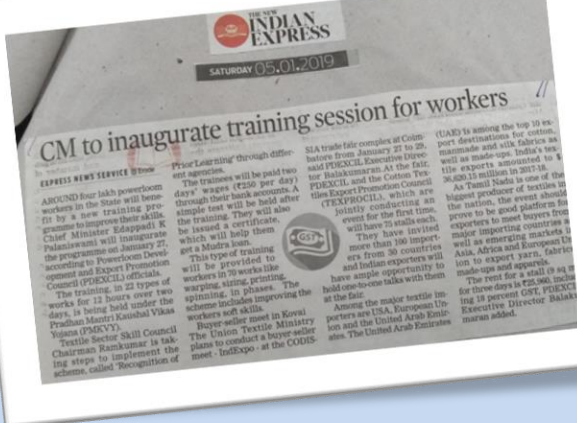 THE NEW
INDIAN
EXPRESS
SATURDAY 05.01.2019
CM to inaugurate training session for workers
EXPRESS NEWS SERVICE @ Erode
AROUND four lakh powerloom
workers in the State will bene-
fit by a new training pro-
gramme to improve their skills.
Chief Minister Edappadi K
Palaniswami will inaugurate
the programme on January 27,
according to Powerloom Devel-
opment and Export Promotion
Council (PDEXCIL) officials.
The training, in 22 types of
works for 12 hours over two
days, is being held under the
Pradhan Mantri Kaushal Vikas
Yojana (PMKVY).
Textile Sector Skill Council
Chairman Ramkumar is tak-
ing steps to implement the
scheme, called 'Recognition of
Prior Learning' through differ-
ent agencies.
The trainees will be paid two
days' wages (₹250 per day)
through their bank accounts. A
simple test will be held after
the training. They will also
be issued a certificate,
which will help them
get a Mudra loan.
This type of training
will be provided to
workers in 70 works like
warping, sizing, printing,
spinning, in phases. The
scheme includes improving the
workers soft skills.
Buyer-seller meet in Kovai
The Union Textile Ministry
plans to conduct a buyer-seller
meet - IndExpo - at the CODIS-
SIA trade fair complex at Coim-
batore from January 27 to 29,
said PDEXCIL Executive Direc-
tor Balakumaran. At the fair,
PDEXCIL and the Cotton Tex-
tiles Export Promotion Council
(TEXPROCIL), which are
jointly conducting an
event for the first time,
will have 75 stalls each.
They have invited
more than 100 import-
ers from 30 countries
and Indian exporters will
have ample opportunity to
hold one-to-one talks with them
at the fair.
Among the major textile im-
porters are USA, European Un-
ion and the United Arab Emir-
ates. The United Arab Emirates
(UAE) is among the top 10 ex-
port destinations for cotton,
manmade and silk fabrics as
well as made-ups. India's tex-
tile exports amounted to $
36,620.13 million in 2017-18.
As Tamil Nadu is one of the
biggest producer of textiles in
the nation, the event shall
prove to be good platform for
exporters to meet buyers from
major importing countries as
well as emerging markets in
Asia, Africa and European Un
ion to export yarn, fabrics
made-ups and apparels.
The rent for a stall (9 sq m
for three days is ₹25,960, includ
ing 18 percent GST, PDEXCI
Executive Director Balak
maran added.
GST